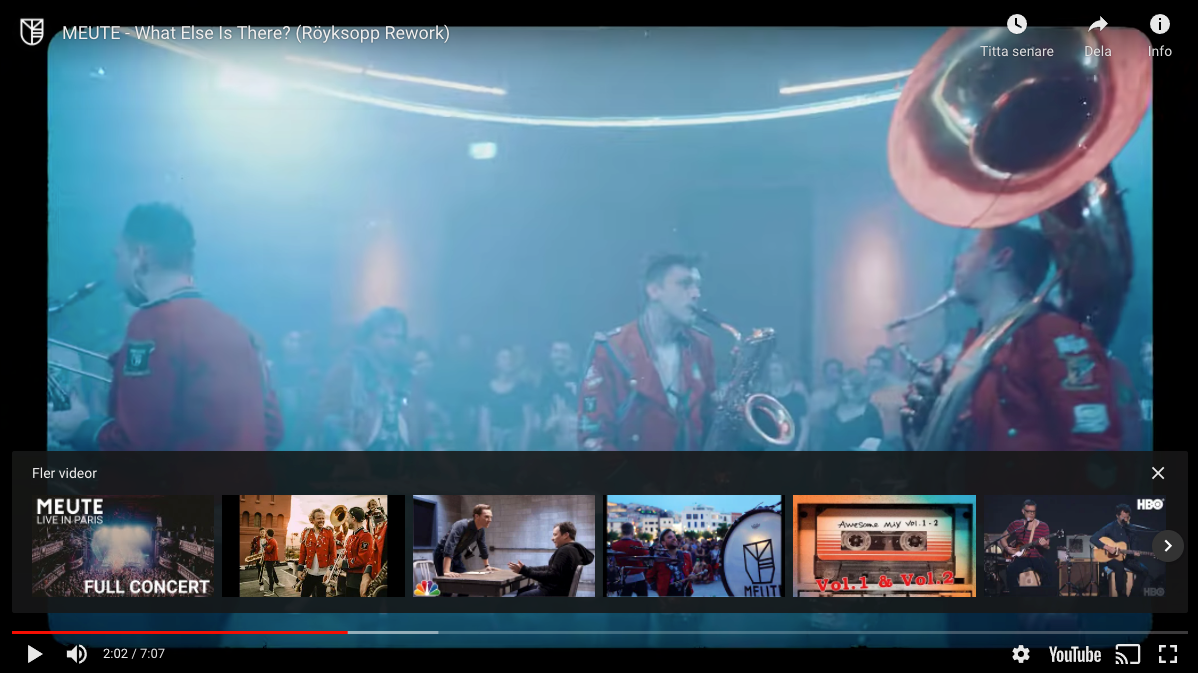 MEUTE - What Else Is There? (Röyksopp Rework)
Titta senare
Dela
Info
Fler videor
MEUTE
LIVE IN PARIS
FULL CONCERT
MEUTE
Awesome Mix Vol.1-2
Vol.1 & Vol.2
HBO
HBO
2:02 / 7:07
YouTube